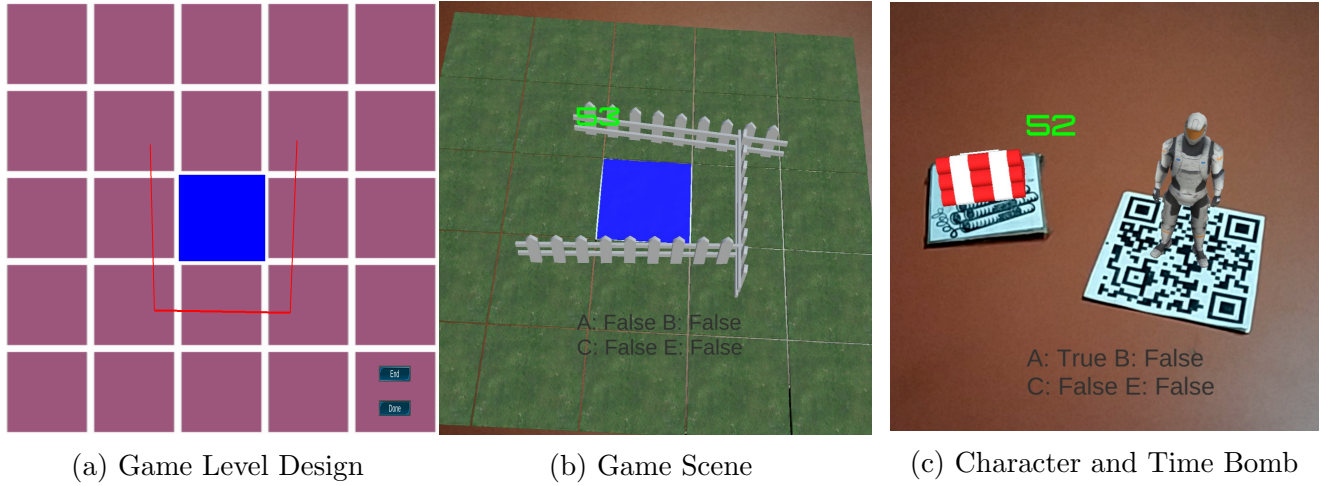 End
Done
53
A: False B: False
C: False E: False
52
A: True B: False
C: False E: False
(a) Game Level Design
(b) Game Scene
(c) Character and Time Bomb